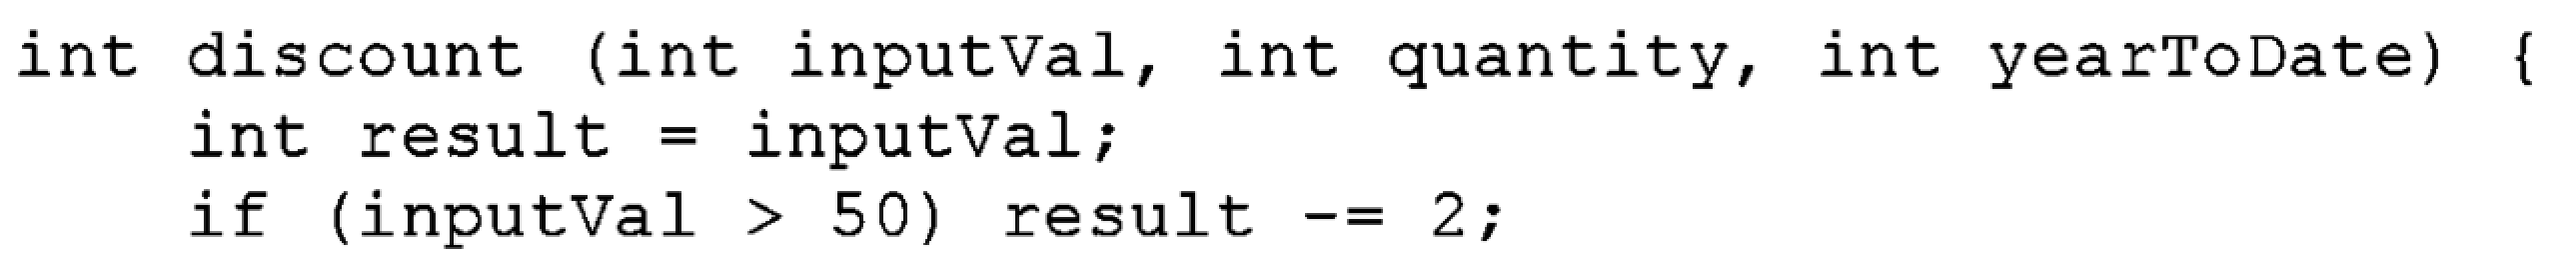 int discount (int inputVal, int quantity, int yearToDate) {
    int result = inputVal;
    if (inputVal > 50) result -= 2;